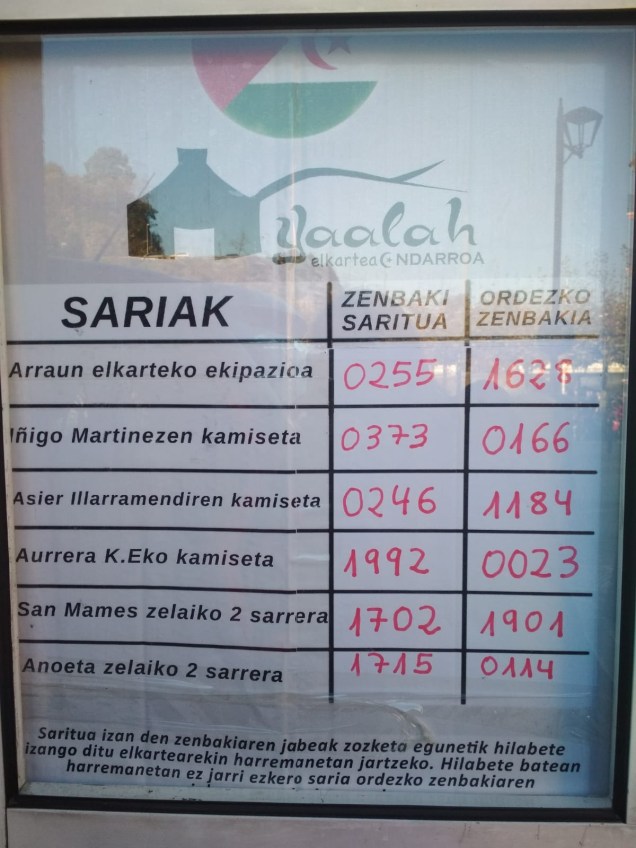 Yaalah
elkartea ONDARROA
SARIAK
ZENBAKI SARITUA
ORDEZKO ZENBAKIA
Arraun elkarteko ekipazioa 0255 1628
Iñigo Martinezen kamiseta 0373 0166
Asier Illarramendiren kamiseta 0246 1184
Aurrera K.Eko kamiseta 1992 0023
San Mames zelaiko 2 sarrera 1702 1901
Anoeta zelaiko 2 sarrera 1715 0114
Saritua izan den zenbakiaren jabeak zozketa egunetik hilabete
izango ditu elkartearekin harremanetan jartzeko. Hilabete batean
harremanetan ez jarri ezkero saria ordezko zenbakiaren